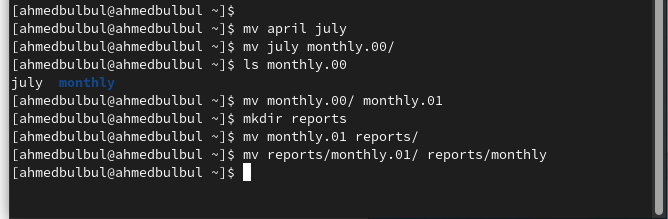 [ahmedbulbul@ahmedbulbul ~]$
[ahmedbulbul@ahmedbulbul ~]$ mv april july
[ahmedbulbul@ahmedbulbul ~]$ mv july monthly.00/
[ahmedbulbul@ahmedbulbul ~]$ ls monthly.00
july  monthly
[ahmedbulbul@ahmedbulbul ~]$ mv monthly.00/ monthly.01
[ahmedbulbul@ahmedbulbul ~]$ mkdir reports
[ahmedbulbul@ahmedbulbul ~]$ mv monthly.01 reports/
[ahmedbulbul@ahmedbulbul ~]$ mv reports/monthly.01/ reports/monthly
[ahmedbulbul@ahmedbulbul ~]$